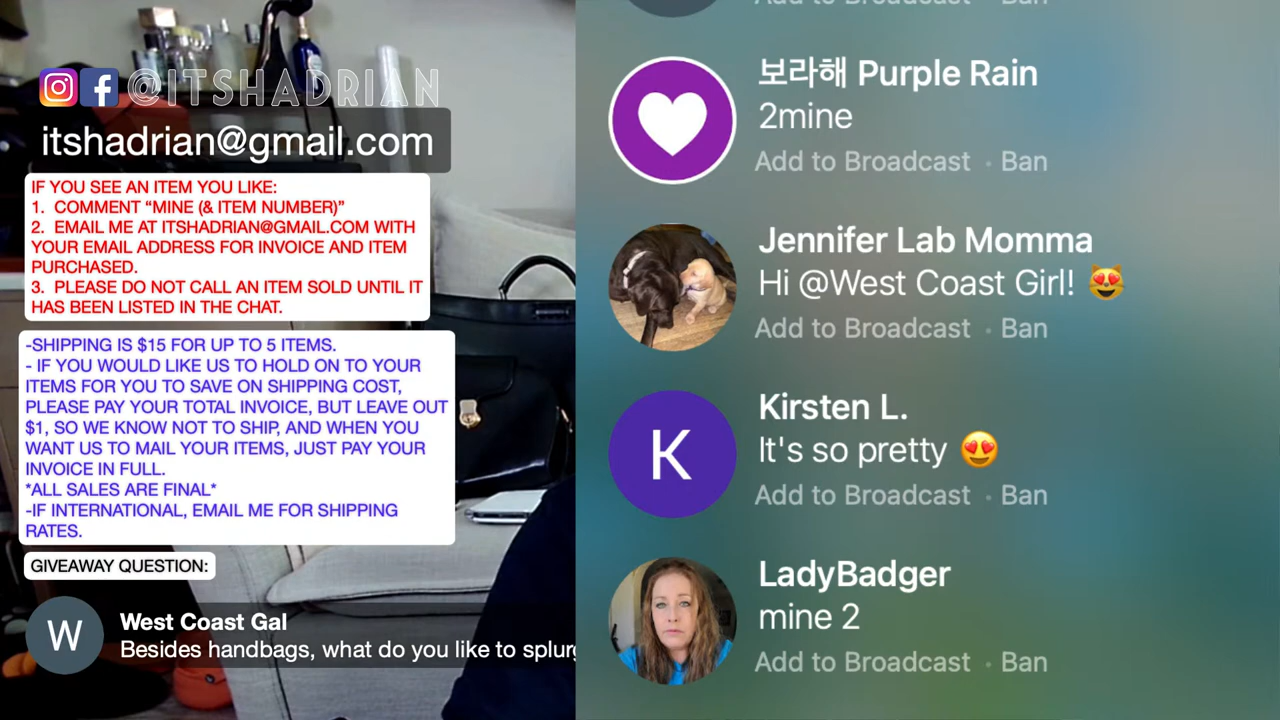 @ITSHADRIAN
itshadrian@gmail.com
IF YOU SEE AN ITEM YOU LIKE:
1. COMMENT “MINE (& ITEM NUMBER)”
2. EMAIL ME AT ITSHADRIAN@GMAIL.COM WITH
YOUR EMAIL ADDRESS FOR INVOICE AND ITEM
PURCHASED.
3. PLEASE DO NOT CALL AN ITEM SOLD UNTIL IT
HAS BEEN LISTED IN THE CHAT.
-SHIPPING IS $15 FOR UP TO 5 ITEMS.
- IF YOU WOULD LIKE US TO HOLD ON TO YOUR
ITEMS FOR YOU TO SAVE ON SHIPPING COST,
PLEASE PAY YOUR TOTAL INVOICE, BUT LEAVE OUT
$1, SO WE KNOW NOT TO SHIP, AND WHEN YOU
WANT US TO MAIL YOUR ITEMS, JUST PAY YOUR
INVOICE IN FULL.
*ALL SALES ARE FINAL*
-IF INTERNATIONAL, EMAIL ME FOR SHIPPING
RATES.
GIVEAWAY QUESTION:
W
West Coast Gal
Besides handbags, what do you like to splurg
Add to Broadcast · Ban
보라해 Purple Rain
2mine
Add to Broadcast · Ban
Jennifer Lab Momma
Hi @West Coast Girl! 😻
Add to Broadcast · Ban
K
Kirsten L.
It's so pretty 😍
Add to Broadcast · Ban
LadyBadger
mine 2
Add to Broadcast · Ban